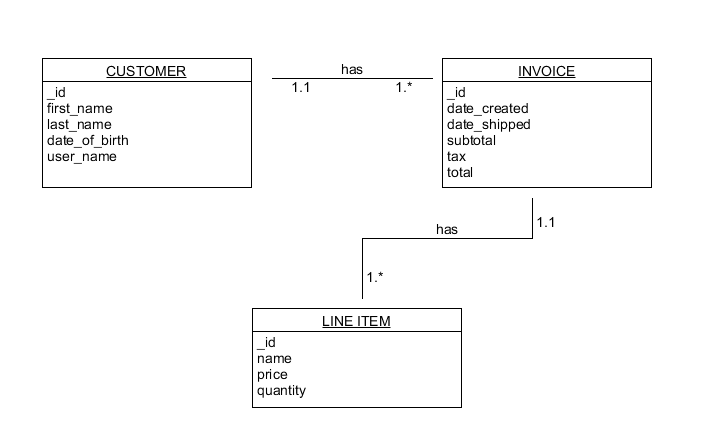 CUSTOMER
_id
first_name
last_name
date_of_birth
user_name
has
1.1
1.*
INVOICE
_id
date_created
date_shipped
subtotal
tax
total
1.1
has
1.*
LINE ITEM
_id
name
price
quantity